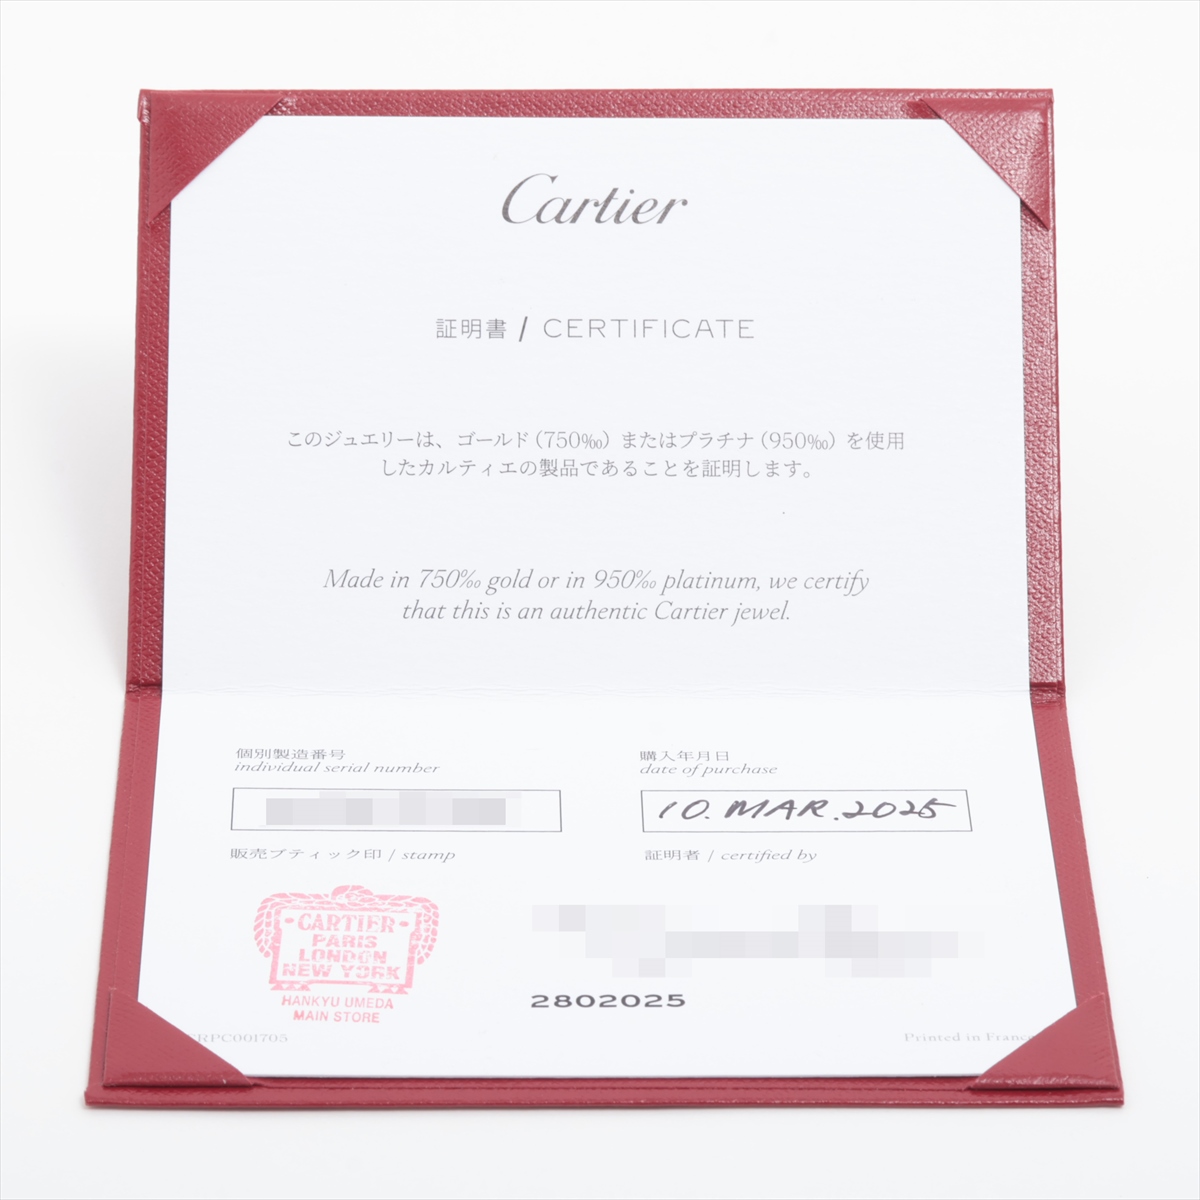 Cartier
証明書 / CERTIFICATE
このジュエリーは、ゴールド（750‰）またはプラチナ（950‰）を使用
したカルティエの製品であることを証明します。
Made in 750‰ gold or in 950‰ platinum, we certify
that this is an authentic Cartier jewel.
個別製造番号
individual serial number
購入年月日
date of purchase
10. MAR. 2025
販売ブティック印 / stamp
証明者 / certified by
CARTIER
PARIS
LONDON
NEW YORK
HANKYU UMEDA
MAIN STORE
2802025
RPC001705
Printed in France